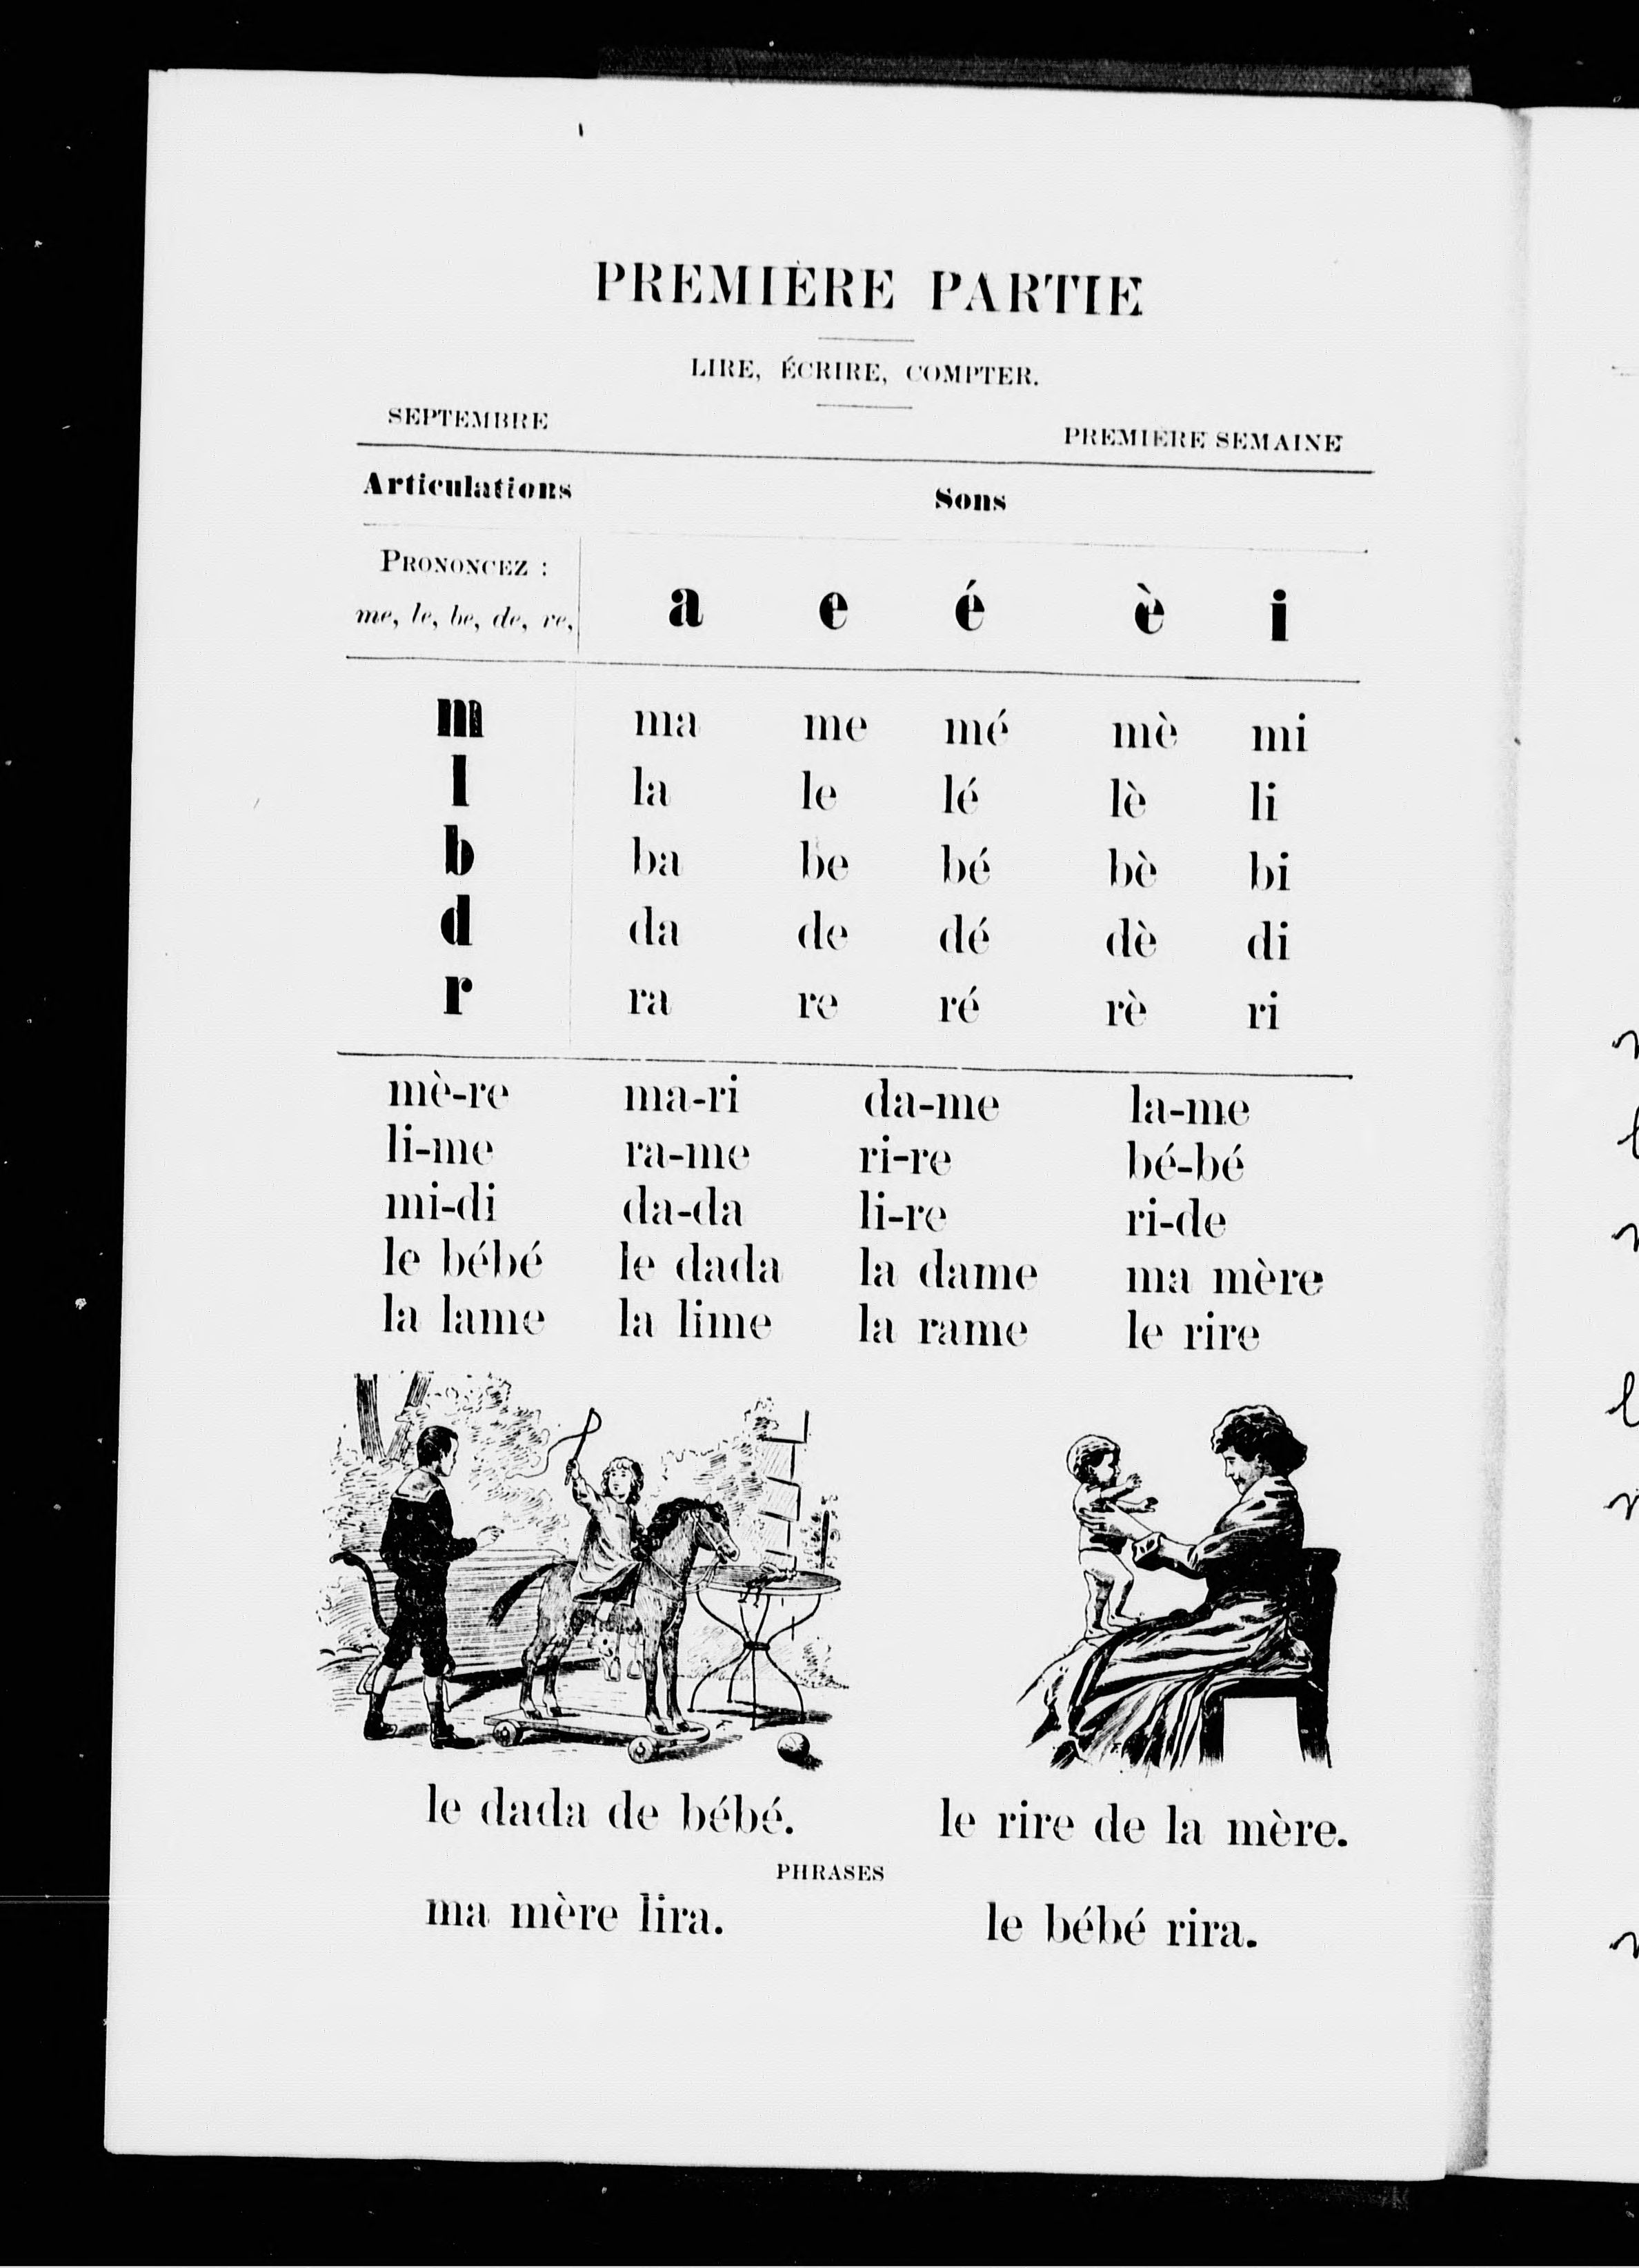 PREMIÈRE PARTIE
LIRE, ÉCRIRE, COMPTER.
SEPTEMBRE PREMIÈRE SEMAINE
Articulations Sons
PRONONCEZ :
me, le, be, de, re, a e é è i
m ma me mé mè mi
l la le lé lè li
b ba be bé bè bi
d da de dé dè di
r ra re ré rè ri
mè-re ma-ri da-me la-me
li-me ra-me ri-re bé-bé
mi-di da-da li-re ri-de
le bébé le dada la dame ma mère
la lame la lime la rame le rire
le dada de bébé. le rire de la mère.
PHRASES
ma mère lira. le bébé rira.